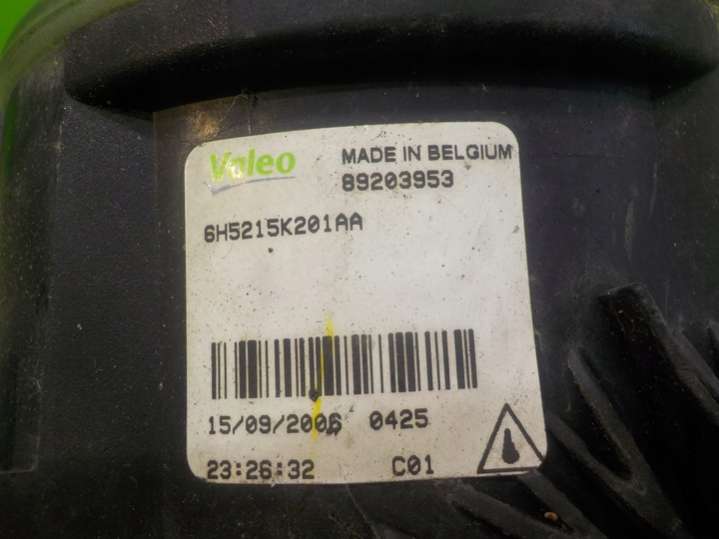 Valeo MADE IN BELGIUM
89203953
6H5215K201AA
15/09/2006 0425
23:26:32 C01